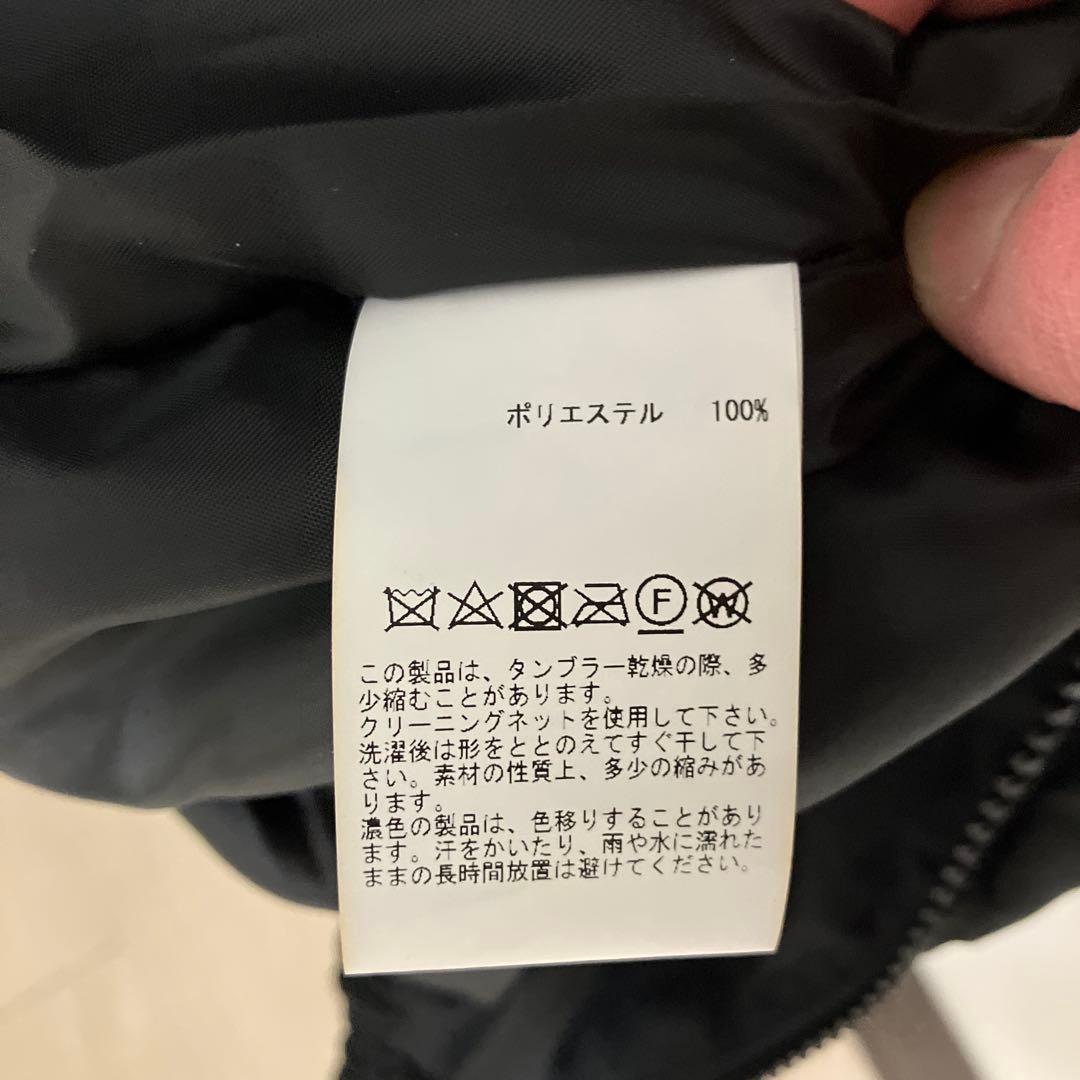 ポリエステル 100%
F W
この製品は、タンブラー乾燥の際、多
少縮むことがあります。
クリーニングネットを使用して下さい。
洗濯後は形をととのえてすぐ干して下
さい。素材の性質上、多少の縮みがあ
ります。
濃色の製品は、色移りすることがあり
ます。汗をかいたり、雨や水に濡れた
ままの長時間放置は避けてください。